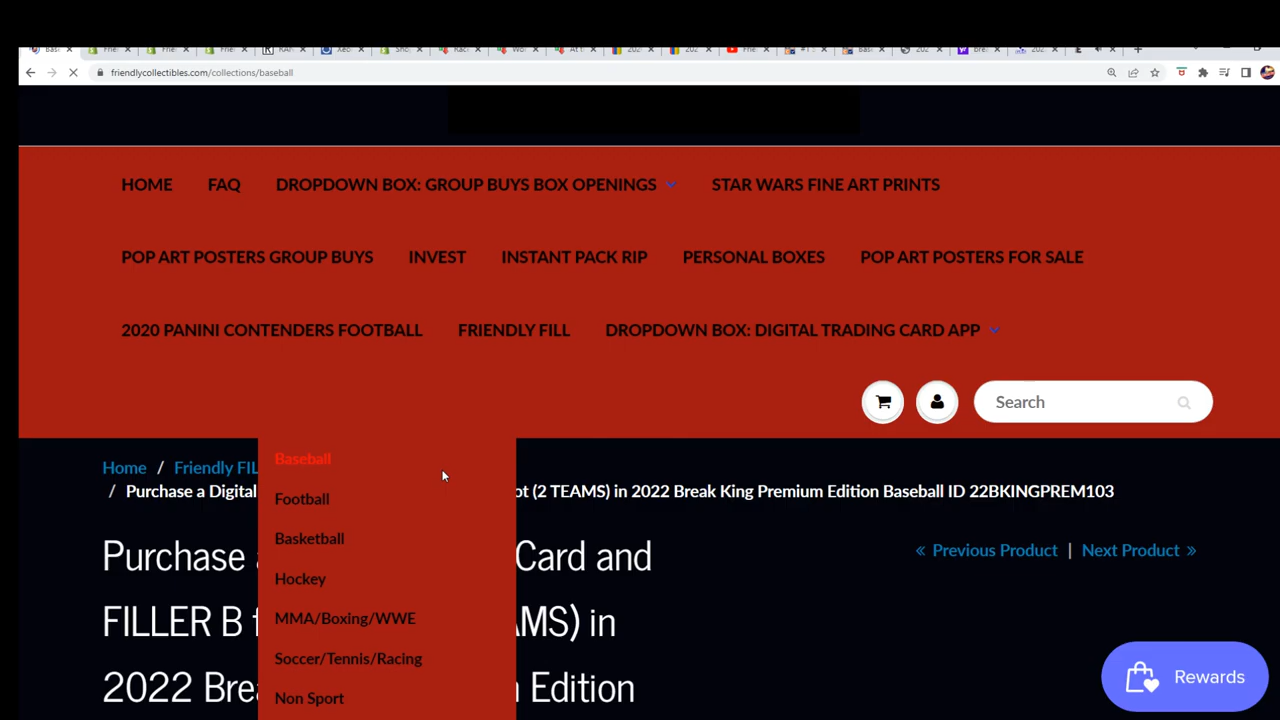 friendlycollectibles.com/collections/baseball
HOME FAQ DROPDOWN BOX: GROUP BUYS BOX OPENINGS STAR WARS FINE ART PRINTS
POP ART POSTERS GROUP BUYS INVEST INSTANT PACK RIP PERSONAL BOXES POP ART POSTERS FOR SALE
2020 PANINI CONTENDERS FOOTBALL FRIENDLY FILL DROPDOWN BOX: DIGITAL TRADING CARD APP
Search
Baseball
Football
Basketball
Hockey
MMA/Boxing/WWE
Soccer/Tennis/Racing
Non Sport
Home / Friendly FIL
/ Purchase a Digital ot (2 TEAMS) in 2022 Break King Premium Edition Baseball ID 22BKINGPREM103
« Previous Product | Next Product »
Purchase Card and
FILLER B AMS) in
2022 Bre Edition
Rewards